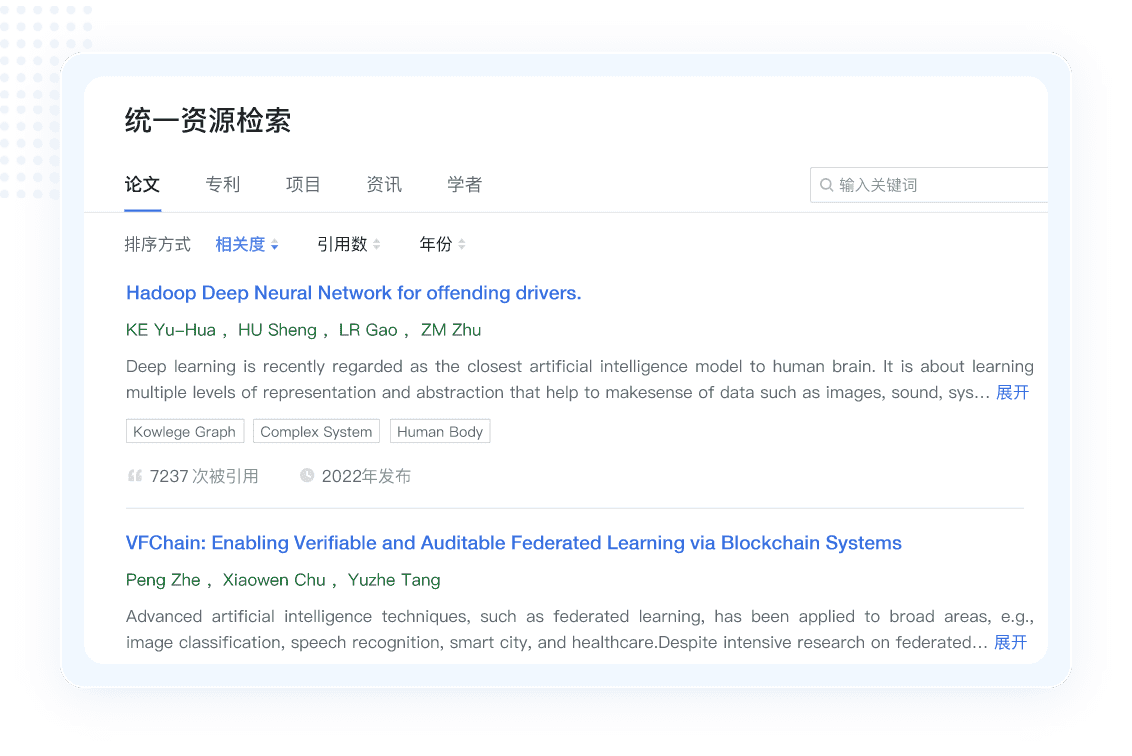 统一资源检索
论文 专利 项目 资讯 学者 输入关键词
排序方式 相关度 引用数 年份
Hadoop Deep Neural Network for offending drivers.
KE Yu-Hua , HU Sheng , LR Gao , ZM Zhu
Deep learning is recently regarded as the closest artificial intelligence model to human brain. It is about learning
multiple levels of representation and abstraction that help to makesense of data such as images, sound, sys... 展开
Kowlege Graph Complex System Human Body
7237 次被引用 2022年发布
VFChain: Enabling Verifiable and Auditable Federated Learning via Blockchain Systems
Peng Zhe , Xiaowen Chu , Yuzhe Tang
Advanced artificial intelligence techniques, such as federated learning, has been applied to broad areas, e.g.,
image classification, speech recognition, smart city, and healthcare.Despite intensive research on federated... 展开